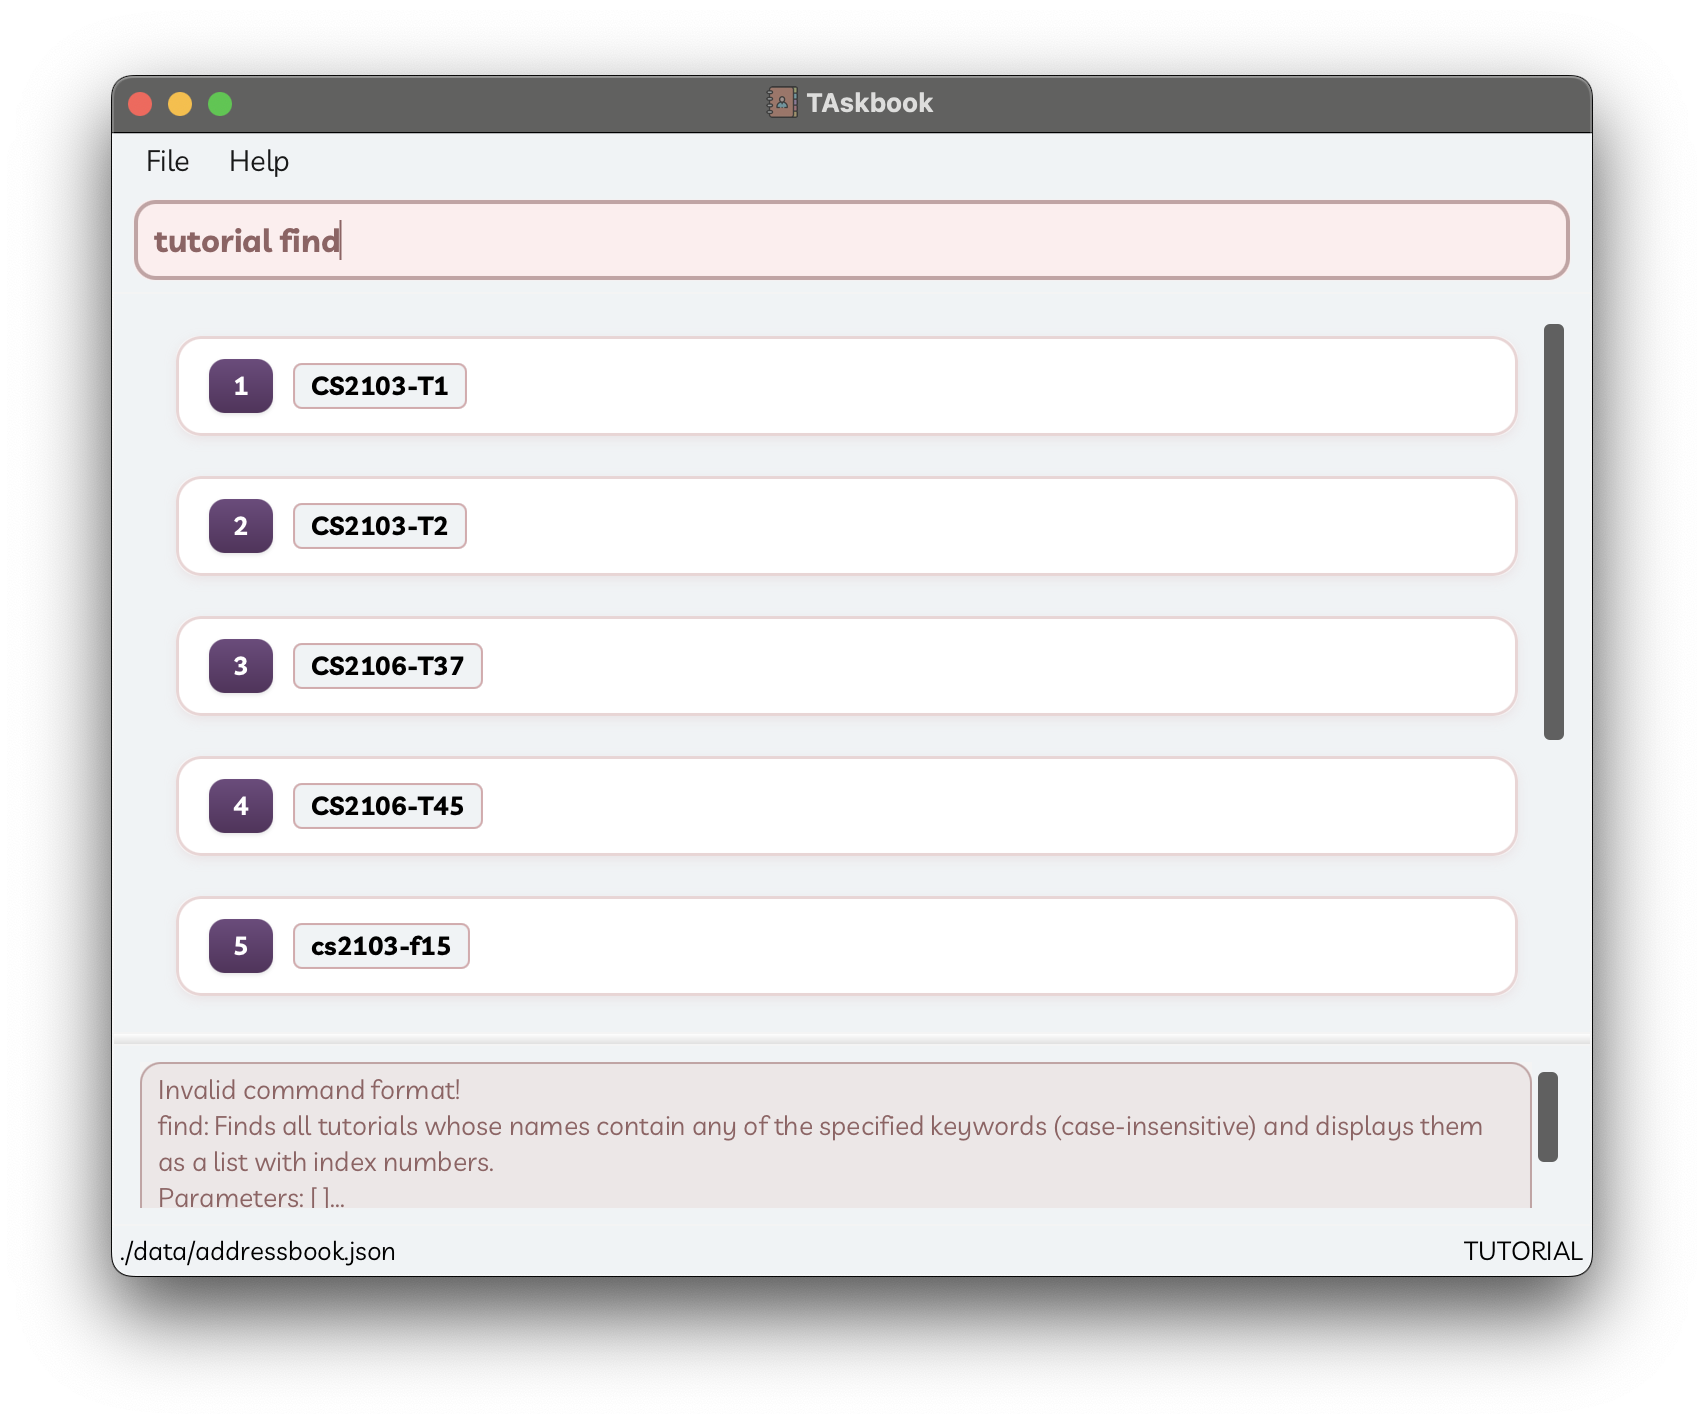 TAskbook
File Help
tutorial find
1 CS2103-T1
2 CS2103-T2
3 CS2106-T37
4 CS2106-T45
5 cs2103-f15
Invalid command format!
find: Finds all tutorials whose names contain any of the specified keywords (case-insensitive) and displays them
as a list with index numbers.
Parameters: [ ]...
./data/addressbook.json TUTORIAL